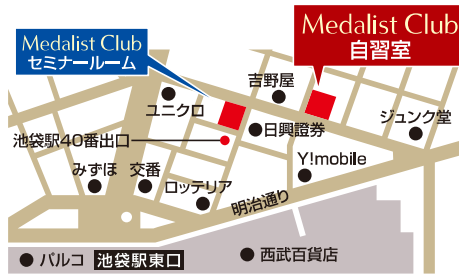 Medalist Club
自習室
Medalist Club
セミナールーム
吉野屋
ユニクロ
ジュンク堂
日興證券
池袋駅40番出口
Y!mobile
みずほ
交番
ロッテリア
明治通り
西武百貨店
パルコ
池袋駅東口